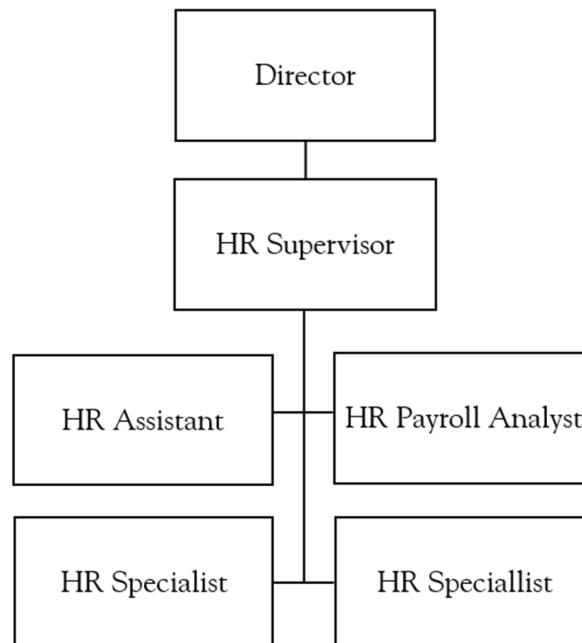 Director
HR Supervisor
HR Assistant
HR Payroll Analyst
HR Specialist
HR Speciallist